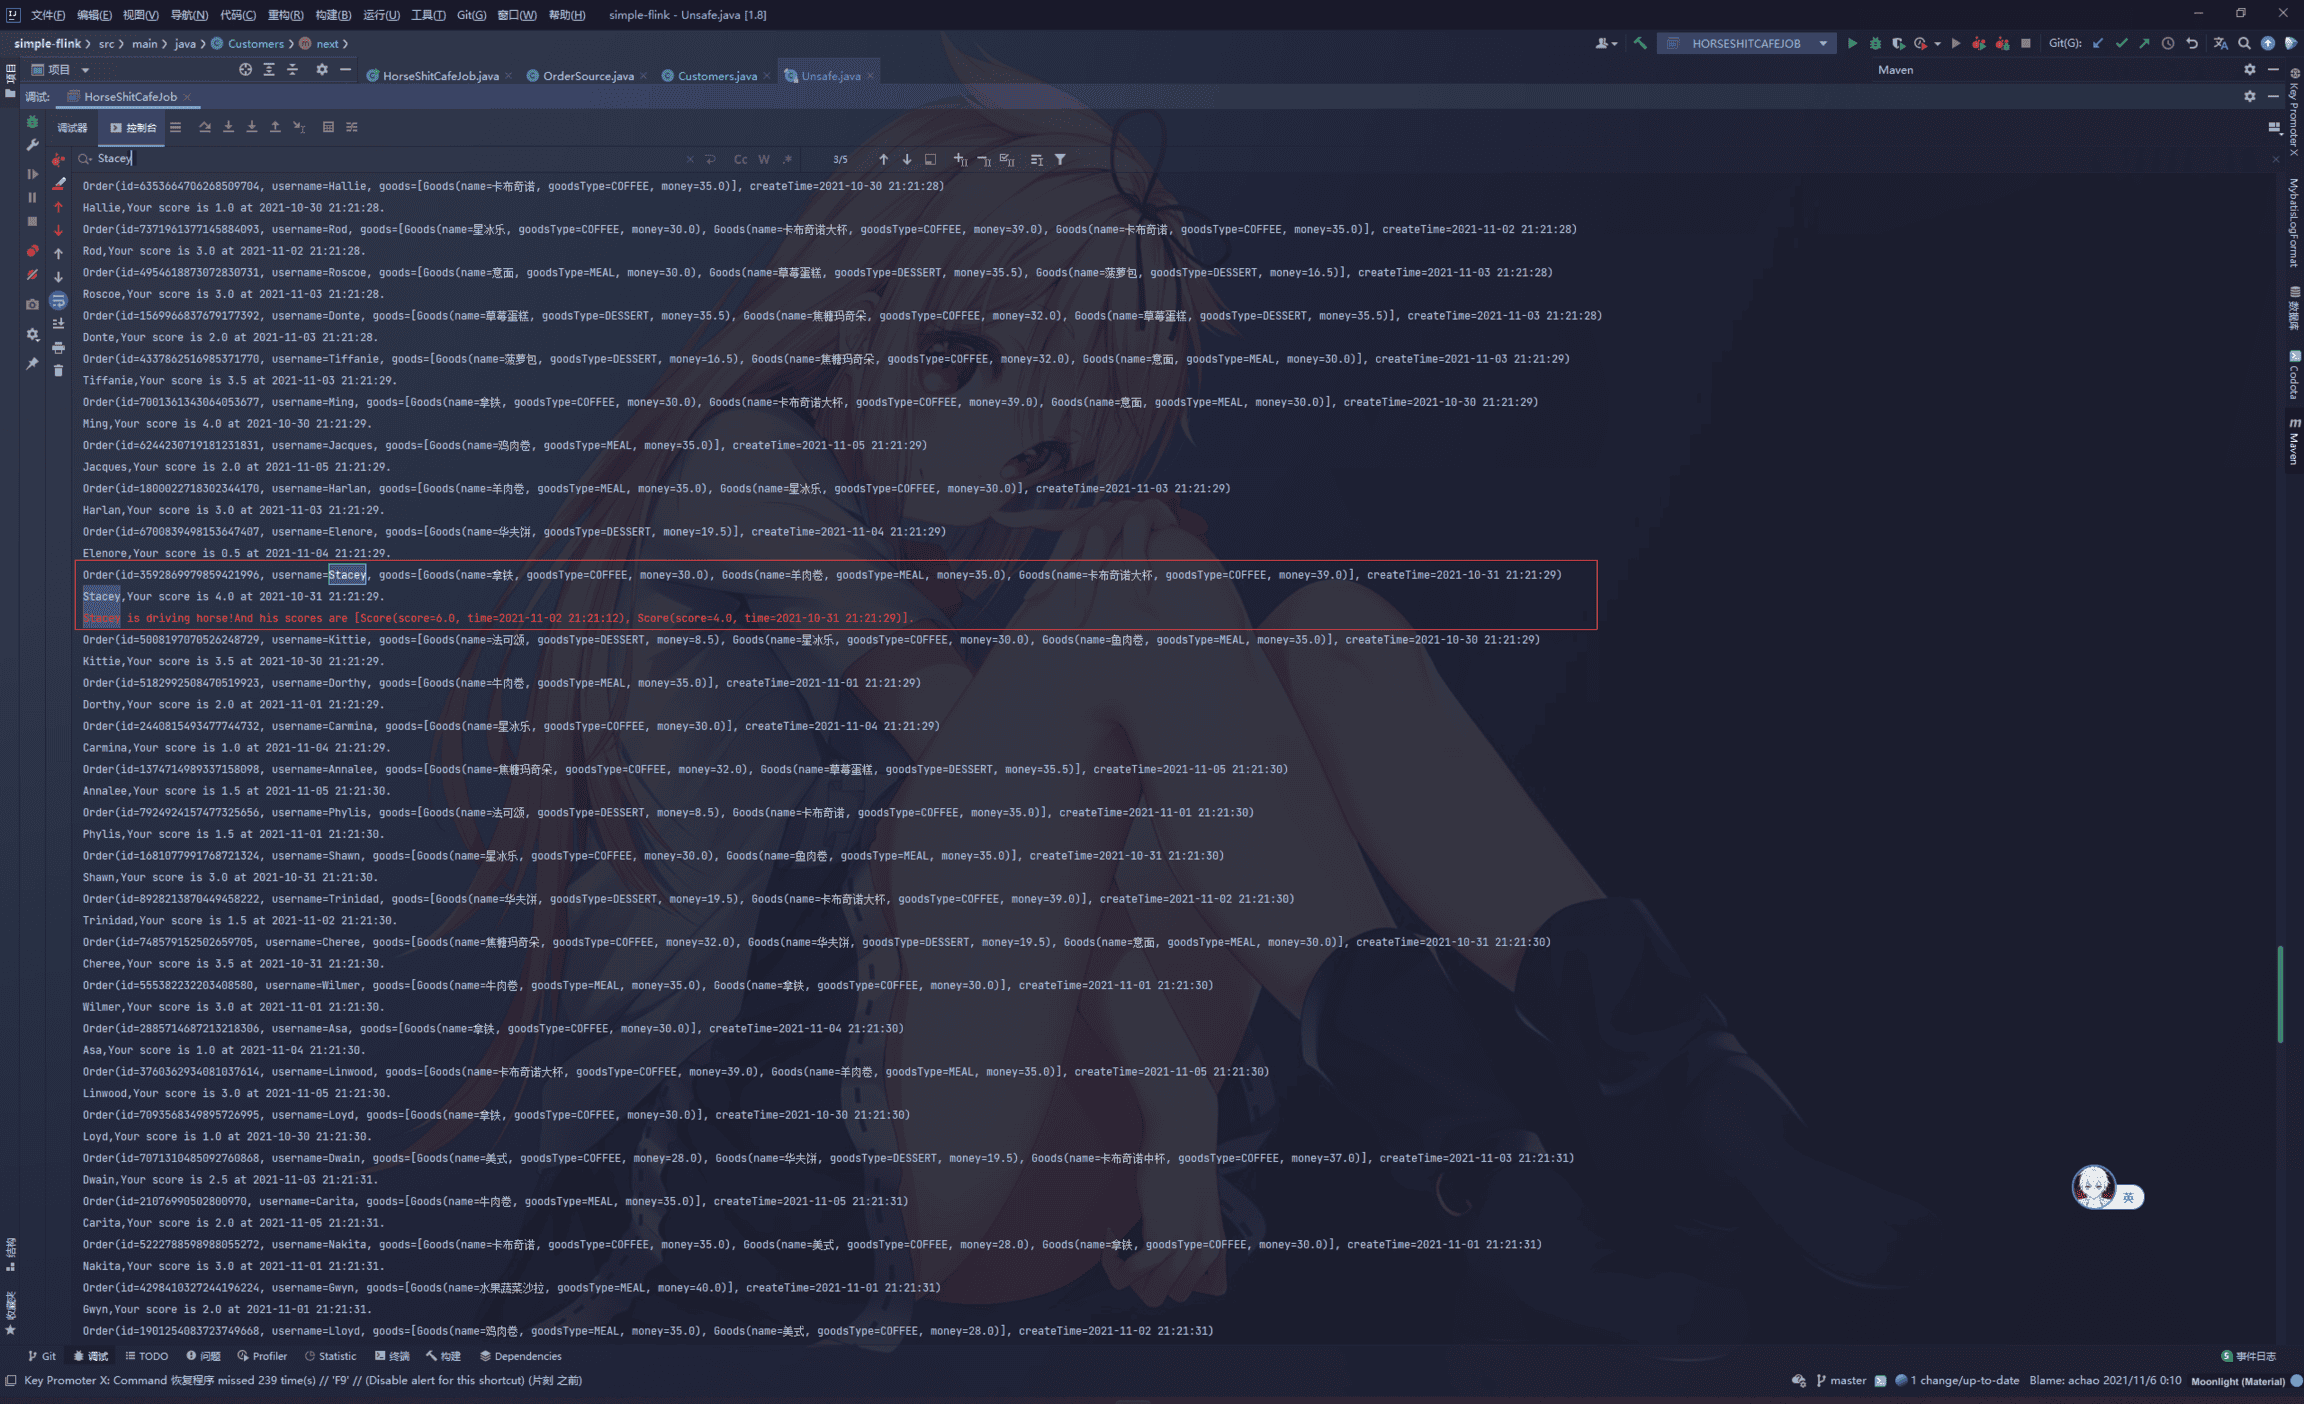 文件(F) 编辑(E) 视图(V) 导航(N) 代码(C) 重构(R) 构建(B) 运行(U) 工具(T) Git(G) 窗口(W) 帮助(H) simple-flink - Unsafe.java [1.8]
simple-flink src main java Customers next HORSESHITCAFEJOB Git(G):
项目 HorseShitCafeJob.java OrderSource.java Customers.java Unsafe.java Maven
调试: HorseShitCafeJob
调试器 控制台
Stacey Cc W .* 3/5
Order(id=6353664706268509704, username=Hallie, goods=[Goods(name=卡布奇诺, goodsType=COFFEE, money=35.0)], createTime=2021-10-30 21:21:28)
Hallie,Your score is 1.0 at 2021-10-30 21:21:28.
Order(id=7371961377145884093, username=Rod, goods=[Goods(name=星冰乐, goodsType=COFFEE, money=30.0), Goods(name=卡布奇诺大杯, goodsType=COFFEE, money=39.0), Goods(name=卡布奇诺, goodsType=COFFEE, money=35.0)], createTime=2021-11-02 21:21:28)
Rod,Your score is 3.0 at 2021-11-02 21:21:28.
Order(id=4954618873072830731, username=Roscoe, goods=[Goods(name=意面, goodsType=MEAL, money=30.0), Goods(name=草莓蛋糕, goodsType=DESSERT, money=35.5), Goods(name=菠萝包, goodsType=DESSERT, money=16.5)], createTime=2021-11-03 21:21:28)
Roscoe,Your score is 3.0 at 2021-11-03 21:21:28.
Order(id=1569966837679177392, username=Donte, goods=[Goods(name=草莓蛋糕, goodsType=DESSERT, money=35.5), Goods(name=焦糖玛奇朵, goodsType=COFFEE, money=32.0), Goods(name=草莓蛋糕, goodsType=DESSERT, money=35.5)], createTime=2021-11-03 21:21:28)
Donte,Your score is 2.0 at 2021-11-03 21:21:28.
Order(id=4337862516985371770, username=Tiffanie, goods=[Goods(name=菠萝包, goodsType=DESSERT, money=16.5), Goods(name=焦糖玛奇朵, goodsType=COFFEE, money=32.0), Goods(name=意面, goodsType=MEAL, money=30.0)], createTime=2021-11-03 21:21:29)
Tiffanie,Your score is 3.5 at 2021-11-03 21:21:29.
Order(id=7001361343064053677, username=Ming, goods=[Goods(name=拿铁, goodsType=COFFEE, money=30.0), Goods(name=卡布奇诺大杯, goodsType=COFFEE, money=39.0), Goods(name=意面, goodsType=MEAL, money=30.0)], createTime=2021-10-30 21:21:29)
Ming,Your score is 4.0 at 2021-10-30 21:21:29.
Order(id=6244230719181231831, username=Jacques, goods=[Goods(name=鸡肉卷, goodsType=MEAL, money=35.0)], createTime=2021-11-05 21:21:29)
Jacques,Your score is 2.0 at 2021-11-05 21:21:29.
Order(id=1800022718302344170, username=Harlan, goods=[Goods(name=羊肉卷, goodsType=MEAL, money=35.0), Goods(name=星冰乐, goodsType=COFFEE, money=30.0)], createTime=2021-11-03 21:21:29)
Harlan,Your score is 3.0 at 2021-11-03 21:21:29.
Order(id=6700839498153647407, username=Elenore, goods=[Goods(name=华夫饼, goodsType=DESSERT, money=19.5)], createTime=2021-11-04 21:21:29)
Elenore,Your score is 0.5 at 2021-11-04 21:21:29.
Order(id=3592869979859421996, username=Stacey, goods=[Goods(name=拿铁, goodsType=COFFEE, money=30.0), Goods(name=羊肉卷, goodsType=MEAL, money=35.0), Goods(name=卡布奇诺大杯, goodsType=COFFEE, money=39.0)], createTime=2021-10-31 21:21:29)
Stacey,Your score is 4.0 at 2021-10-31 21:21:29.
Stacey is driving horse!And his scores are [Score(score=6.0, time=2021-11-02 21:21:12), Score(score=4.0, time=2021-10-31 21:21:29)].
Order(id=5008197070526248729, username=Kittie, goods=[Goods(name=法可颂, goodsType=DESSERT, money=8.5), Goods(name=星冰乐, goodsType=COFFEE, money=30.0), Goods(name=鱼肉卷, goodsType=MEAL, money=35.0)], createTime=2021-10-30 21:21:29)
Kittie,Your score is 3.5 at 2021-10-30 21:21:29.
Order(id=5182992508470519923, username=Dorthy, goods=[Goods(name=牛肉卷, goodsType=MEAL, money=35.0)], createTime=2021-11-01 21:21:29)
Dorthy,Your score is 2.0 at 2021-11-01 21:21:29.
Order(id=2440815493477744732, username=Carmina, goods=[Goods(name=星冰乐, goodsType=COFFEE, money=30.0)], createTime=2021-11-04 21:21:29)
Carmina,Your score is 1.0 at 2021-11-04 21:21:29.
Order(id=1374714989337158098, username=Annalee, goods=[Goods(name=焦糖玛奇朵, goodsType=COFFEE, money=32.0), Goods(name=草莓蛋糕, goodsType=DESSERT, money=35.5)], createTime=2021-11-05 21:21:30)
Annalee,Your score is 1.5 at 2021-11-05 21:21:30.
Order(id=7924924157477325656, username=Phylis, goods=[Goods(name=法可颂, goodsType=DESSERT, money=8.5), Goods(name=卡布奇诺, goodsType=COFFEE, money=35.0)], createTime=2021-11-01 21:21:30)
Phylis,Your score is 1.5 at 2021-11-01 21:21:30.
Order(id=1681077991768721324, username=Shawn, goods=[Goods(name=星冰乐, goodsType=COFFEE, money=30.0), Goods(name=鱼肉卷, goodsType=MEAL, money=35.0)], createTime=2021-10-31 21:21:30)
Shawn,Your score is 3.0 at 2021-10-31 21:21:30.
Order(id=8928213870449458222, username=Trinidad, goods=[Goods(name=华夫饼, goodsType=DESSERT, money=19.5), Goods(name=卡布奇诺大杯, goodsType=COFFEE, money=39.0)], createTime=2021-11-02 21:21:30)
Trinidad,Your score is 1.5 at 2021-11-02 21:21:30.
Order(id=748579152502659705, username=Cheree, goods=[Goods(name=焦糖玛奇朵, goodsType=COFFEE, money=32.0), Goods(name=华夫饼, goodsType=DESSERT, money=19.5), Goods(name=意面, goodsType=MEAL, money=30.0)], createTime=2021-10-31 21:21:30)
Cheree,Your score is 3.5 at 2021-10-31 21:21:30.
Order(id=555382232203408580, username=Wilmer, goods=[Goods(name=牛肉卷, goodsType=MEAL, money=35.0), Goods(name=拿铁, goodsType=COFFEE, money=30.0)], createTime=2021-11-01 21:21:30)
Wilmer,Your score is 3.0 at 2021-11-01 21:21:30.
Order(id=2885714687213218306, username=Asa, goods=[Goods(name=拿铁, goodsType=COFFEE, money=30.0)], createTime=2021-11-04 21:21:30)
Asa,Your score is 1.0 at 2021-11-04 21:21:30.
Order(id=3760362934081037614, username=Linwood, goods=[Goods(name=卡布奇诺大杯, goodsType=COFFEE, money=39.0), Goods(name=羊肉卷, goodsType=MEAL, money=35.0)], createTime=2021-11-05 21:21:30)
Linwood,Your score is 3.0 at 2021-11-05 21:21:30.
Order(id=7093568349895726995, username=Loyd, goods=[Goods(name=拿铁, goodsType=COFFEE, money=30.0)], createTime=2021-10-30 21:21:30)
Loyd,Your score is 1.0 at 2021-10-30 21:21:30.
Order(id=7071310485092760868, username=Dwain, goods=[Goods(name=美式, goodsType=COFFEE, money=28.0), Goods(name=华夫饼, goodsType=DESSERT, money=19.5), Goods(name=卡布奇诺中杯, goodsType=COFFEE, money=37.0)], createTime=2021-11-03 21:21:31)
Dwain,Your score is 2.5 at 2021-11-03 21:21:31.
Order(id=21076990502800970, username=Carita, goods=[Goods(name=牛肉卷, goodsType=MEAL, money=35.0)], createTime=2021-11-05 21:21:31)
Carita,Your score is 2.0 at 2021-11-05 21:21:31.
Order(id=5222788598988055272, username=Nakita, goods=[Goods(name=卡布奇诺, goodsType=COFFEE, money=35.0), Goods(name=美式, goodsType=COFFEE, money=28.0), Goods(name=拿铁, goodsType=COFFEE, money=30.0)], createTime=2021-11-01 21:21:31)
Nakita,Your score is 3.0 at 2021-11-01 21:21:31.
Order(id=4298410327244196224, username=Gwyn, goods=[Goods(name=水果蔬菜沙拉, goodsType=MEAL, money=40.0)], createTime=2021-11-01 21:21:31)
Gwyn,Your score is 2.0 at 2021-11-01 21:21:31.
Order(id=1901254083723749668, username=Lloyd, goods=[Goods(name=鸡肉卷, goodsType=MEAL, money=35.0), Goods(name=美式, goodsType=COFFEE, money=28.0)], createTime=2021-11-02 21:21:31)
项目
结构
收藏夹
Key Promoter X
MybatisLogFormat
数据库
Codota
Maven
英
Git 调试 TODO 问题 Profiler Statistic 终端 构建 Dependencies 5 事件日志
Key Promoter X: Command 恢复程序 missed 239 time(s) // 'F9' // (Disable alert for this shortcut) (片刻 之前) master 1 change/up-to-date Blame: achao 2021/11/6 0:10 Moonlight (Material)